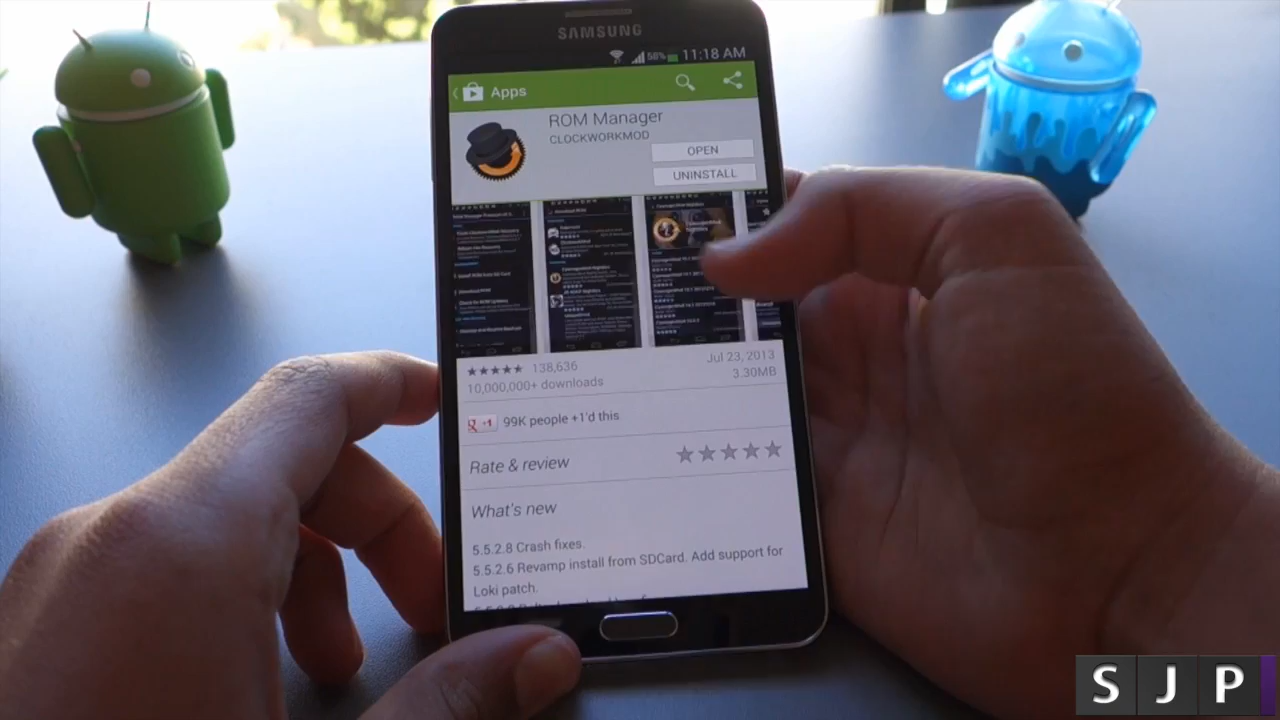 SAMSUNG
56% 11:18 AM
Apps
ROM Manager
CLOCKWORKMOD
OPEN
UNINSTALL
138,636
Jul 23, 2013
10,000,000+ downloads
3.30MB
+1 99K people +1'd this
Rate & review
What's new
5.5.2.8 Crash fixes.
5.5.2.6 Revamp install from SDCard. Add support for
Loki patch.
S J P